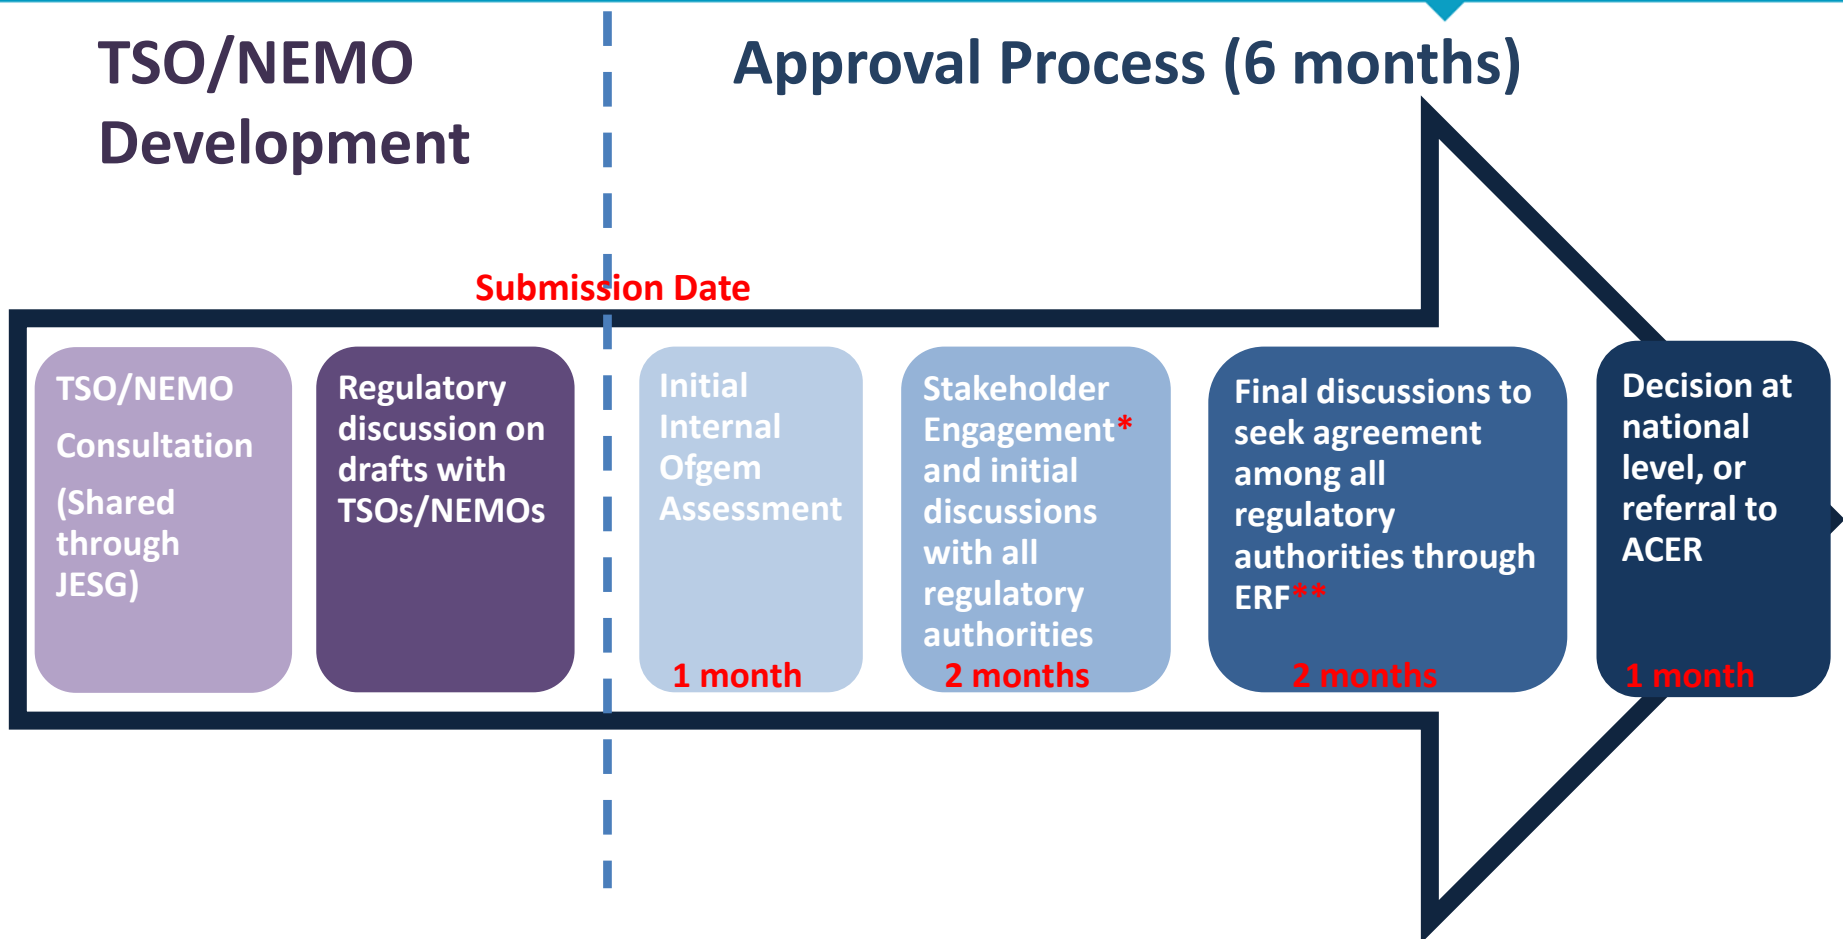 TSO/NEMO
Development
Approval Process (6 months)
Submission Date
TSO/NEMO
Consultation
(Shared
through
JESG)
Regulatory
discussion on
drafts with
TSOs/NEMOs
Initial
Internal
Ofgem
Assessment
1 month
Stakeholder
Engagement*
and initial
discussions
with all
regulatory
authorities
2 months
Final discussions to
seek agreement
among all
regulatory
authorities through
ERF**
2 months
Decision at
national
level, or
referral to
ACER
1 month